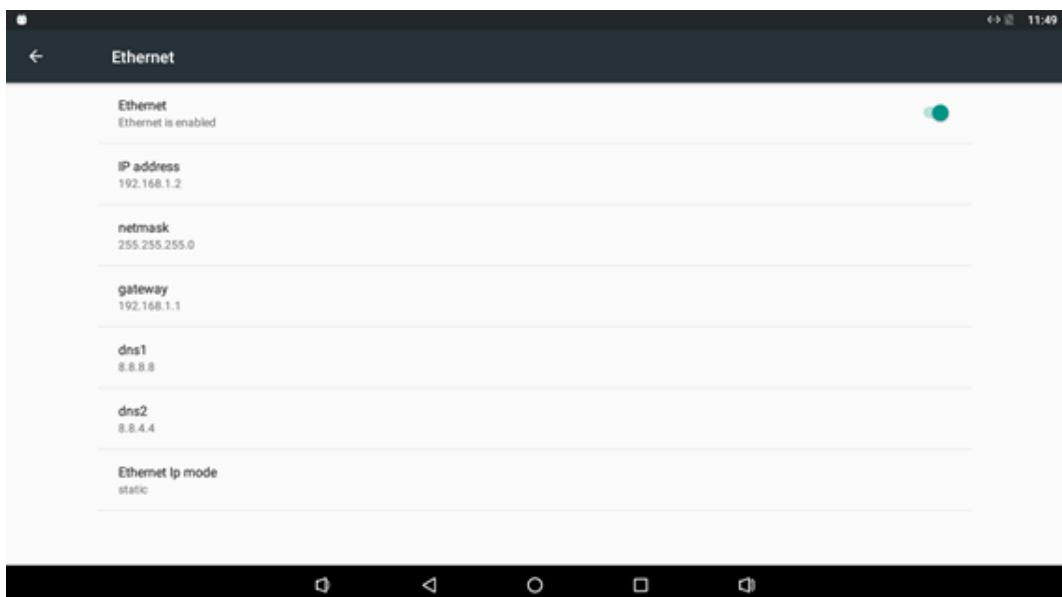 11:49
Ethernet
Ethernet
Ethernet is enabled
IP address
192.168.1.2
netmask
255.255.255.0
gateway
192.168.1.1
dns1
8.8.8.8
dns2
8.8.4.4
Ethernet Ip mode
static